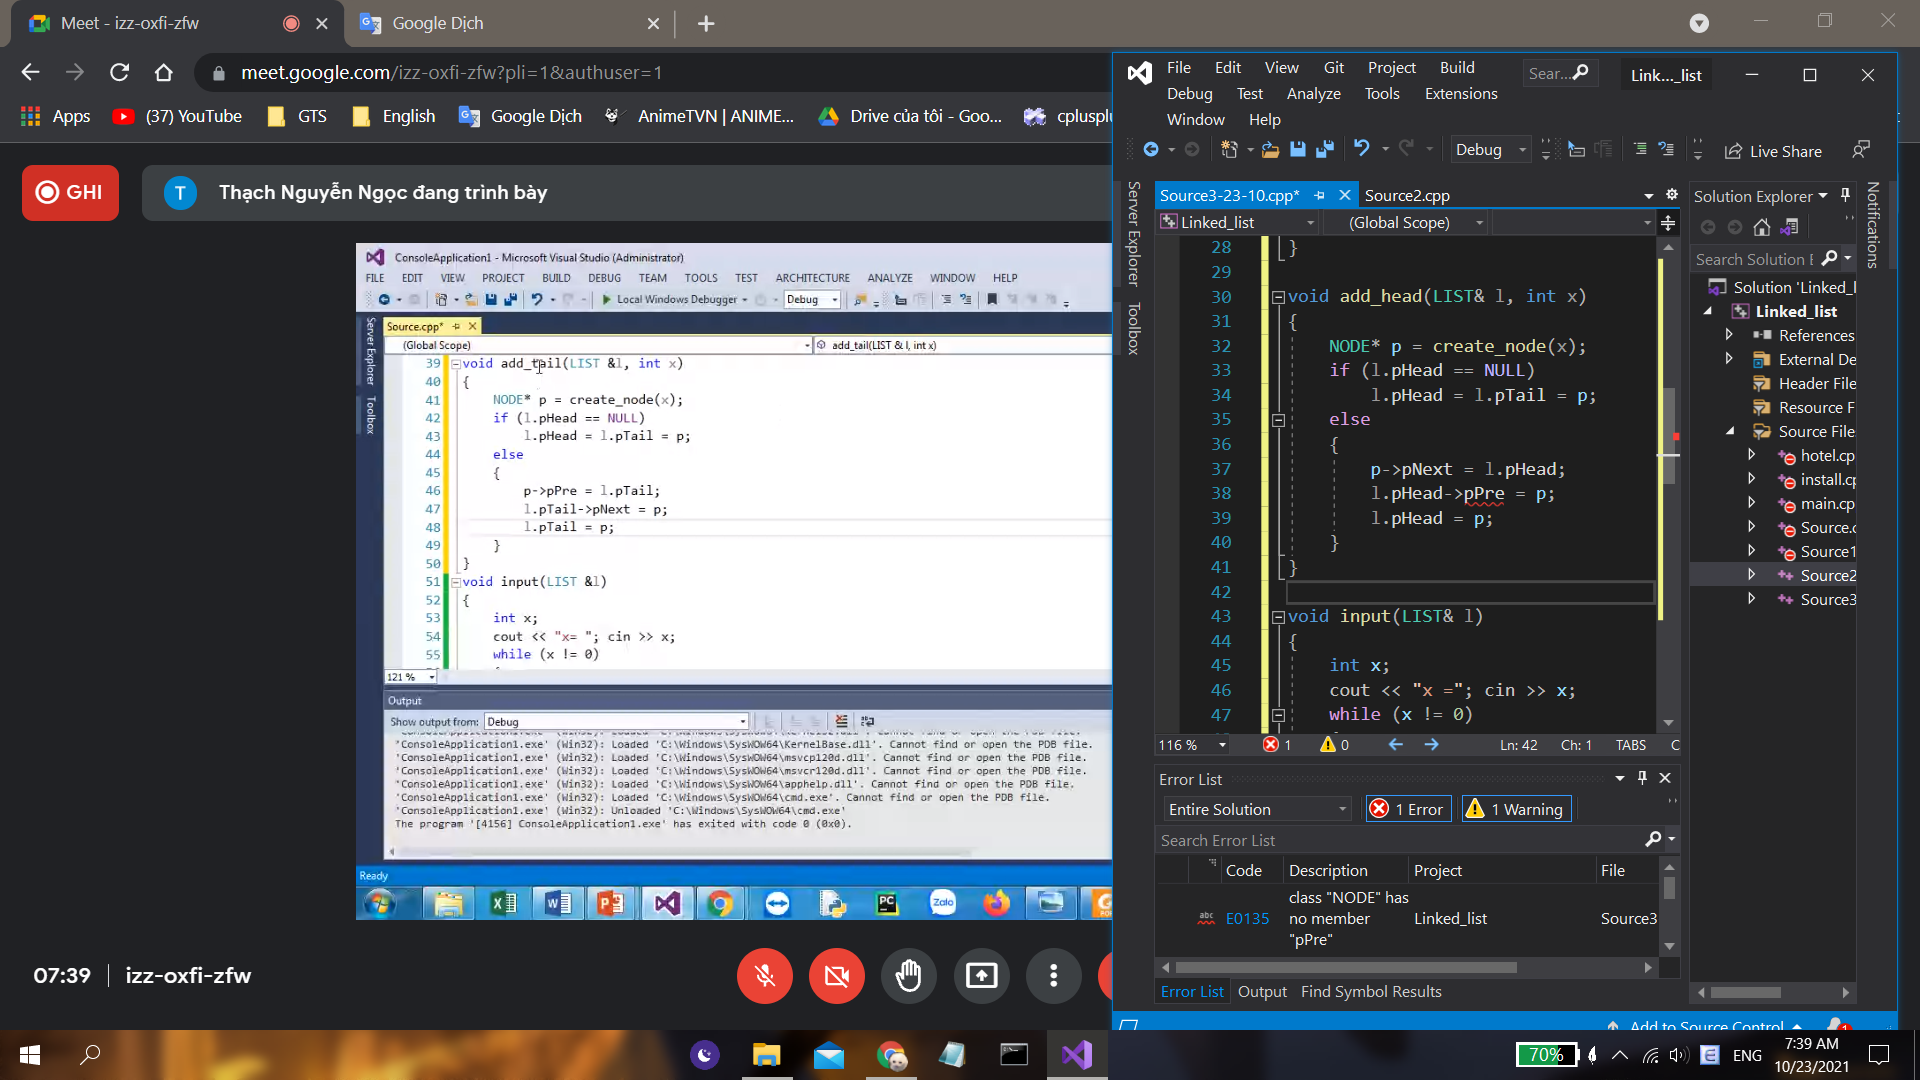 Meet - izz-oxfi-zfw
Google Dịch
meet.google.com/izz-oxfi-zfw?pli=1&authuser=1
Apps
(37) YouTube
GTS
English
Google Dịch
AnimeTVN | ANIME...
Drive của tôi - Goo...
cplusplu
GHI
T
Thạch Nguyễn Ngọc đang trình bày
ConsoleApplication1 - Microsoft Visual Studio (Administrator)
FILE EDIT VIEW PROJECT BUILD DEBUG TEAM TOOLS TEST ARCHITECTURE ANALYZE WINDOW HELP
Local Windows Debugger
Debug
Server Explorer
Toolbox
Source.cpp*
(Global Scope)
add_tail(LIST & l, int x)
39 void add_tail(LIST &l, int x)
40 {
41 NODE* p = create_node(x);
42 if (l.pHead == NULL)
43 l.pHead = l.pTail = p;
44 else
45 {
46 p->pPre = l.pTail;
47 l.pTail->pNext = p;
48 l.pTail = p;
49 }
50 }
51 void input(LIST &l)
52 {
53 int x;
54 cout << "x= "; cin >> x;
55 while (x != 0)
121 %
Output
Show output from: Debug
'ConsoleApplication1.exe' (Win32): Loaded 'C:\Windows\SysWOW64\KernelBase.dll'. Cannot find or open the PDB file.
'ConsoleApplication1.exe' (Win32): Loaded 'C:\Windows\SysWOW64\msvcp120d.dll'. Cannot find or open the PDB file.
'ConsoleApplication1.exe' (Win32): Loaded 'C:\Windows\SysWOW64\msvcr120d.dll'. Cannot find or open the PDB file.
'ConsoleApplication1.exe' (Win32): Loaded 'C:\Windows\SysWOW64\apphelp.dll'. Cannot find or open the PDB file.
'ConsoleApplication1.exe' (Win32): Loaded 'C:\Windows\SysWOW64\cmd.exe'. Cannot find or open the PDB file.
'ConsoleApplication1.exe' (Win32): Unloaded 'C:\Windows\SysWOW64\cmd.exe'
The program '[4156] ConsoleApplication1.exe' has exited with code 0 (0x0).
Ready
Zalo
PC
07:39
izz-oxfi-zfw
File Edit View Git Project Build
Sear...
Link..._list
Debug Test Analyze Tools Extensions
Window Help
Debug
Live Share
Server Explorer
Toolbox
Source3-23-10.cpp*
Source2.cpp
Linked_list
(Global Scope)
28 }
29
30 void add_head(LIST& l, int x)
31 {
32 NODE* p = create_node(x);
33 if (l.pHead == NULL)
34 l.pHead = l.pTail = p;
35 else
36 {
37 p->pNext = l.pHead;
38 l.pHead->pPre = p;
39 l.pHead = p;
40 }
41 }
42
43 void input(LIST& l)
44 {
45 int x;
46 cout << "x ="; cin >> x;
47 while (x != 0)
116 %
1
0
Ln: 42 Ch: 1 TABS C
Error List
Entire Solution
1 Error
1 Warning
Search Error List
Code Description Project File
E0135
class "NODE" has no member "pPre"
Linked_list
Source3
Error List Output Find Symbol Results
Solution Explorer
Search Solution E
Solution 'Linked_l
Linked_list
References
External De
Header File
Resource F
Source File
hotel.cp
install.cp
main.cp
Source.c
Source1
Source2
Source3
Notifications
Add to Source Control
1
70%
ENG
7:39 AM
10/23/2021